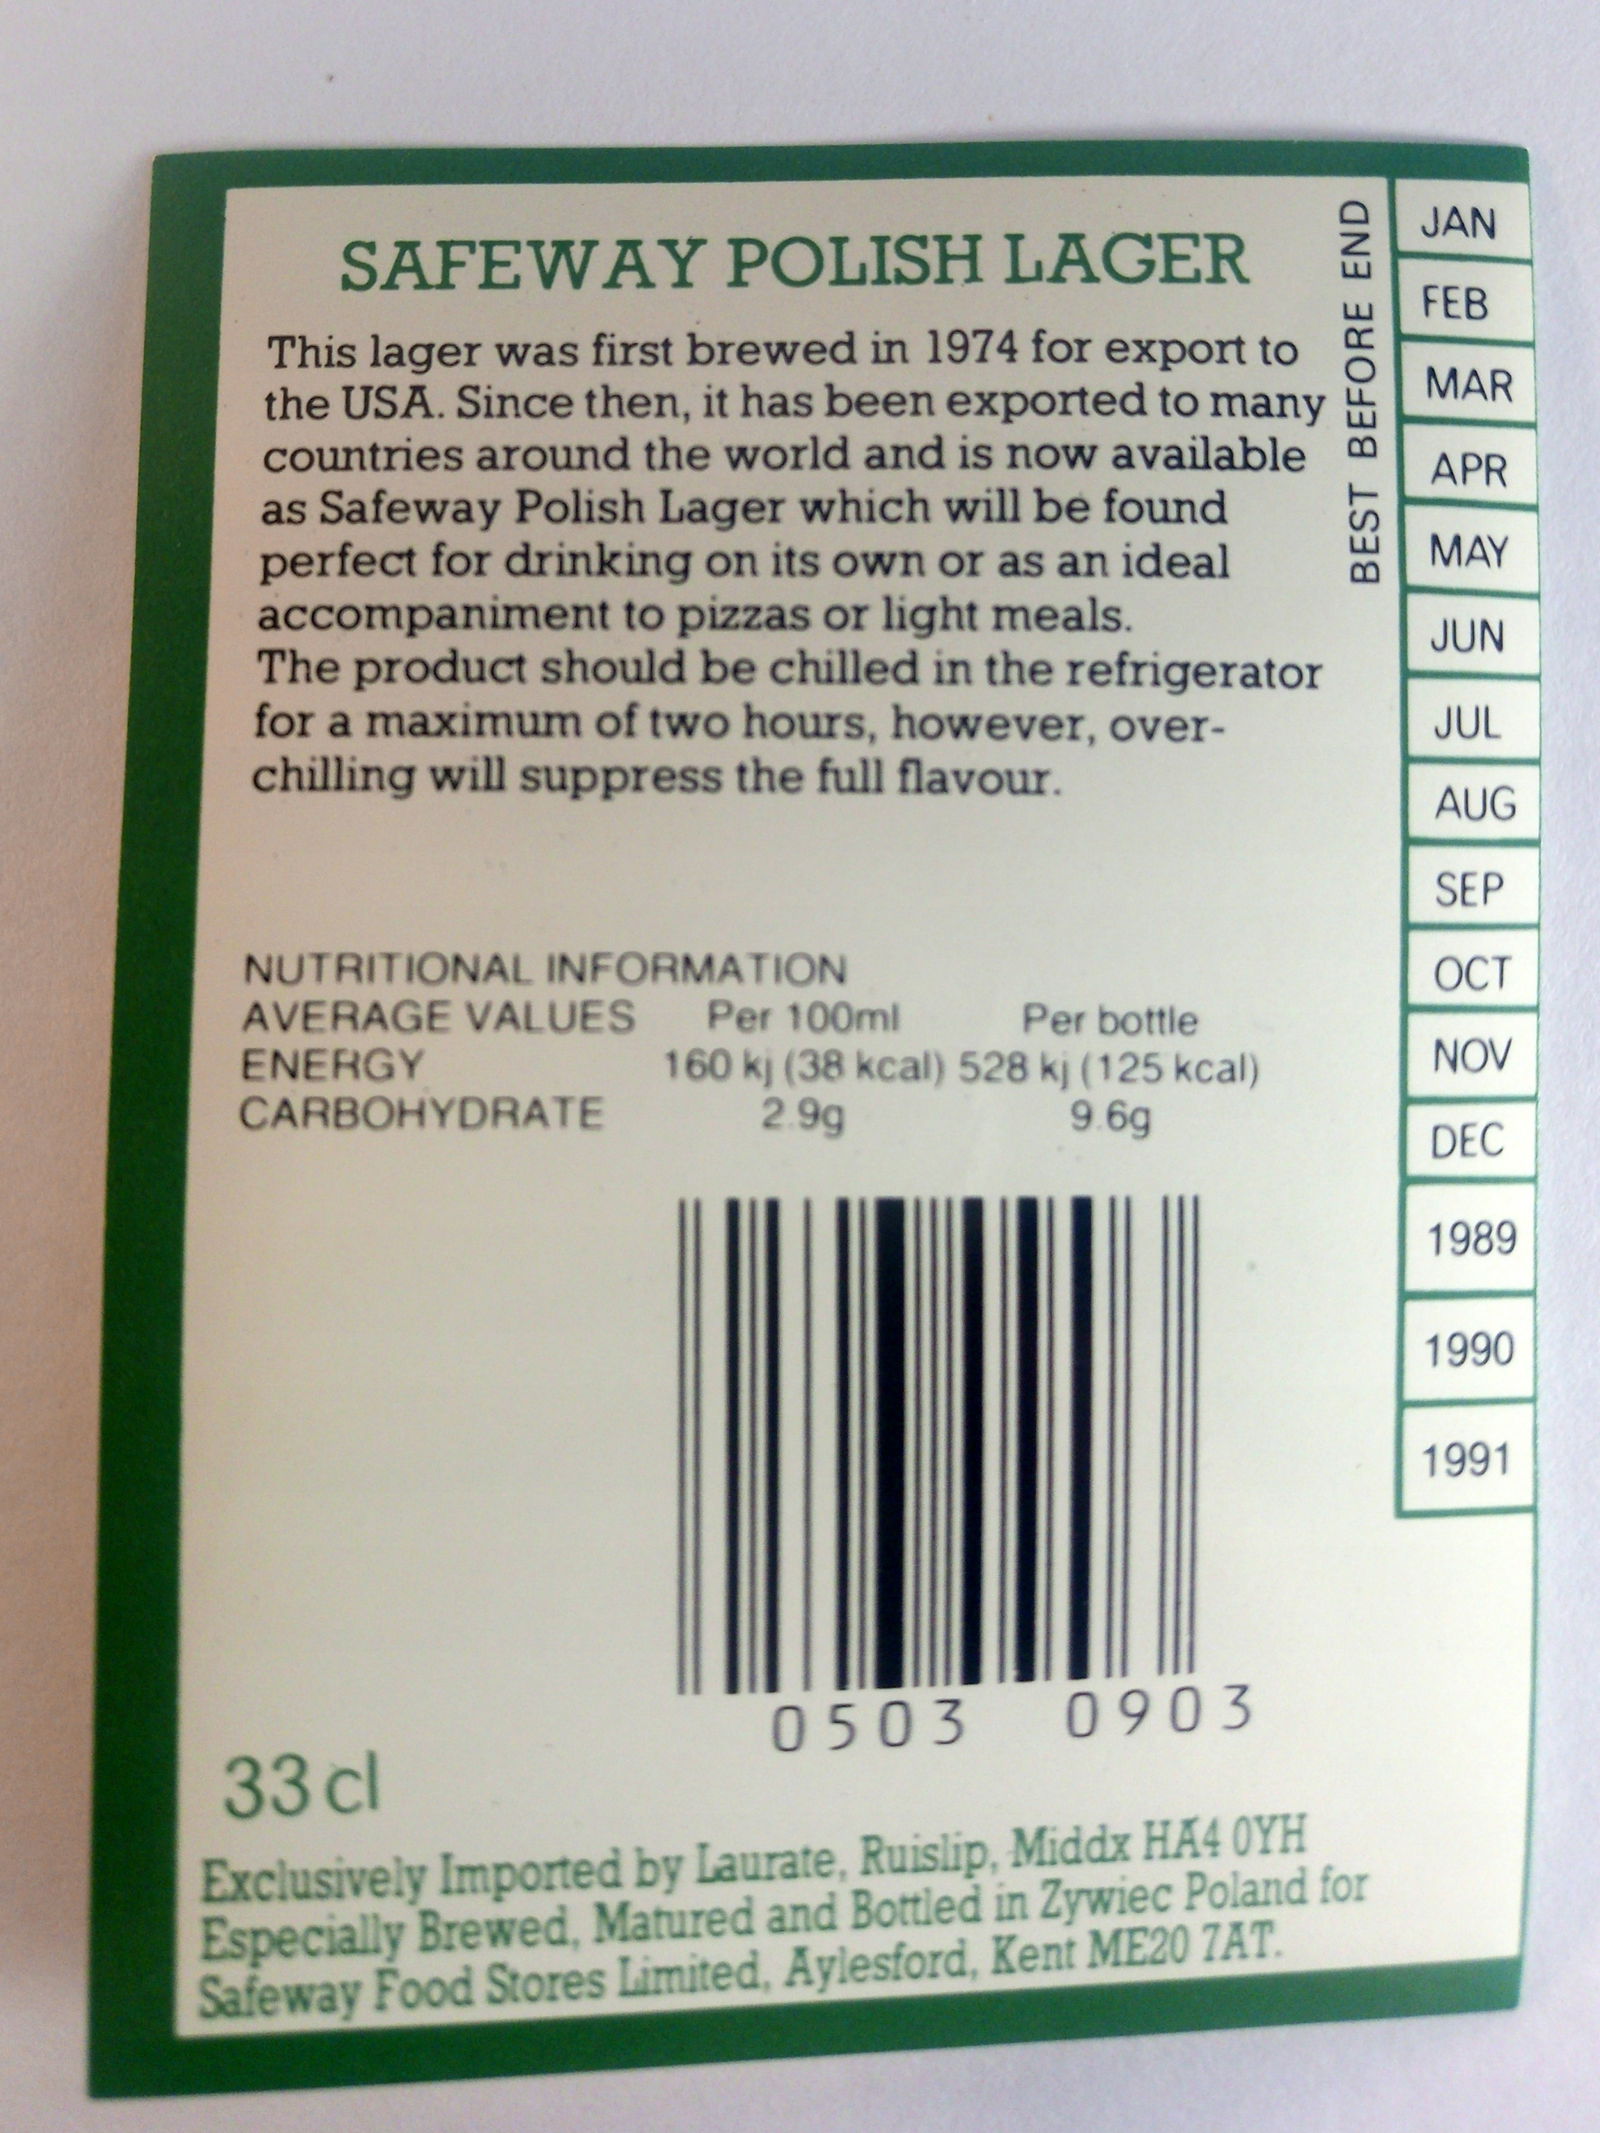 SAFEWAY POLISH LAGER
This lager was first brewed in 1974 for export to
the USA. Since then, it has been exported to many
countries around the world and is now available
as Safeway Polish Lager which will be found
perfect for drinking on its own or as an ideal
accompaniment to pizzas or light meals.
The product should be chilled in the refrigerator
for a maximum of two hours, however, over-
chilling will suppress the full flavour.
NUTRITIONAL INFORMATION
AVERAGE VALUES Per 100ml Per bottle
ENERGY 160 kj (38 kcal) 528 kj (125 kcal)
CARBOHYDRATE 2.9g 9.6g
0503 0903
33 cl
Exclusively Imported by Laurate, Ruislip, Middx HA4 0YH
Especially Brewed, Matured and Bottled in Zywiec Poland for
Safeway Food Stores Limited, Aylesford, Kent ME20 7AT.
BEST BEFORE END
JAN
FEB
MAR
APR
MAY
JUN
JUL
AUG
SEP
OCT
NOV
DEC
1989
1990
1991